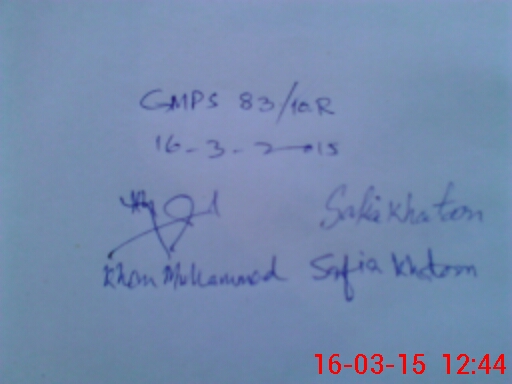 GMPS 83/10R
16-3-2015
Safia Khatoon
Khan Muhammad Safia Khatoon
16-03-15 12:44